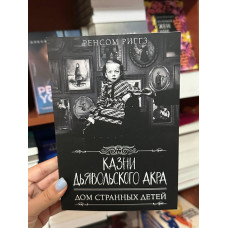 РЕНСОМ РИГГЗ
КАЗНИ
ДЬЯВОЛЬСКОГО АКРА
ДОМ СТРАННЫХ ДЕТЕЙ